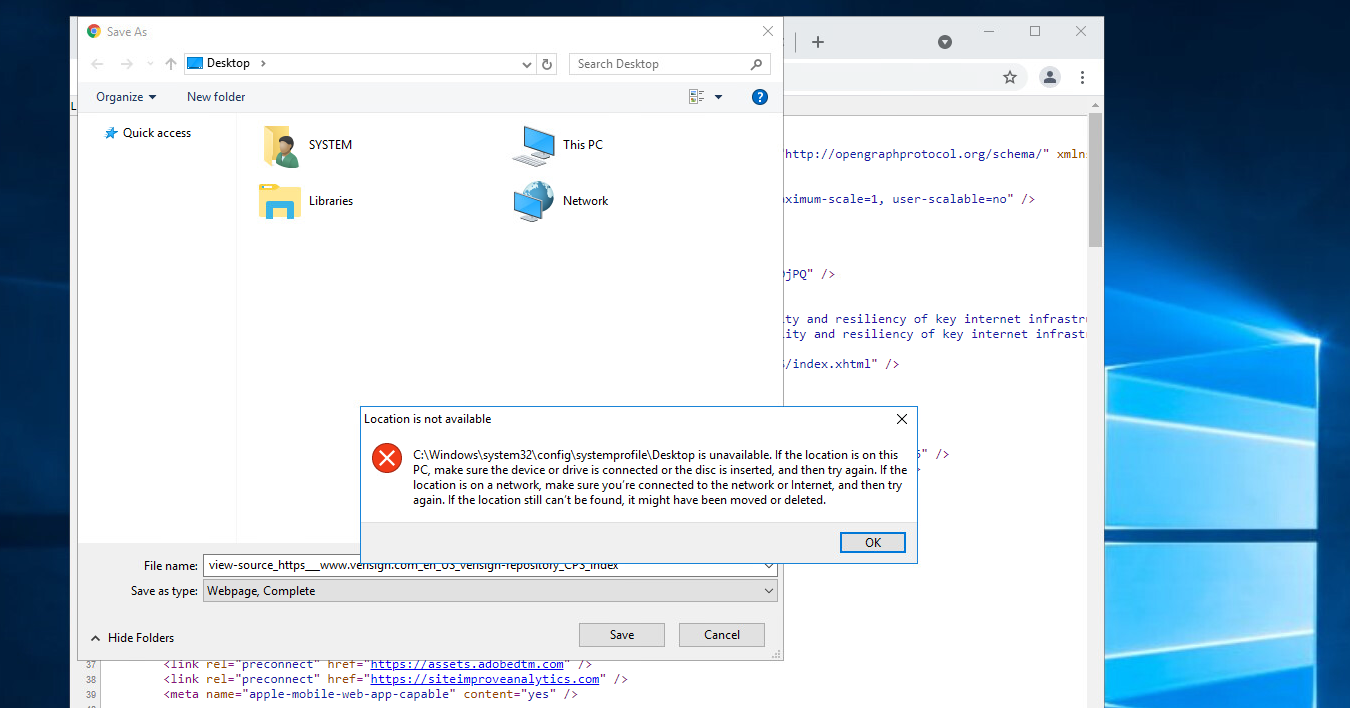 Save As
Desktop
Search Desktop
Organize
New folder
?
Quick access
SYSTEM
This PC
Libraries
Network
"http://opengraphprotocol.org/schema/" xmln
ximum-scale=1, user-scalable=no" />
jPQ" />
ity and resiliency of key internet infrastr
ity and resiliency of key internet infrast
/index.xhtml" />
" />
Location is not available
C:\Windows\system32\config\systemprofile\Desktop is unavailable. If the location is on this
PC, make sure the device or drive is connected or the disc is inserted, and then try again. If the
location is on a network, make sure you're connected to the network or Internet, and then try
again. If the location still can't be found, it might have been moved or deleted.
OK
File name: view-source_https___www.verisign.com_en_US_verisign-repository_CPS_index
Save as type: Webpage, Complete
Hide Folders
Save
Cancel
37 <link rel="preconnect" href="https://assets.adobedtm.com" />
38 <link rel="preconnect" href="https://siteimproveanalytics.com" />
39 <meta name="apple-mobile-web-app-capable" content="yes" />